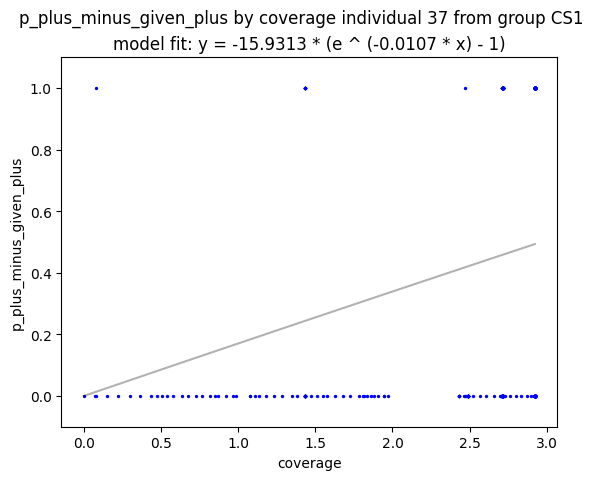 p_plus_minus_given_plus by coverage individual 37 from group CS1
model fit: y = -15.9313 * (e ^ (-0.0107 * x) - 1)
p_plus_minus_given_plus
1.0
0.8
0.6
0.4
0.2
0.0
0.0 0.5 1.0 1.5 2.0 2.5 3.0
coverage